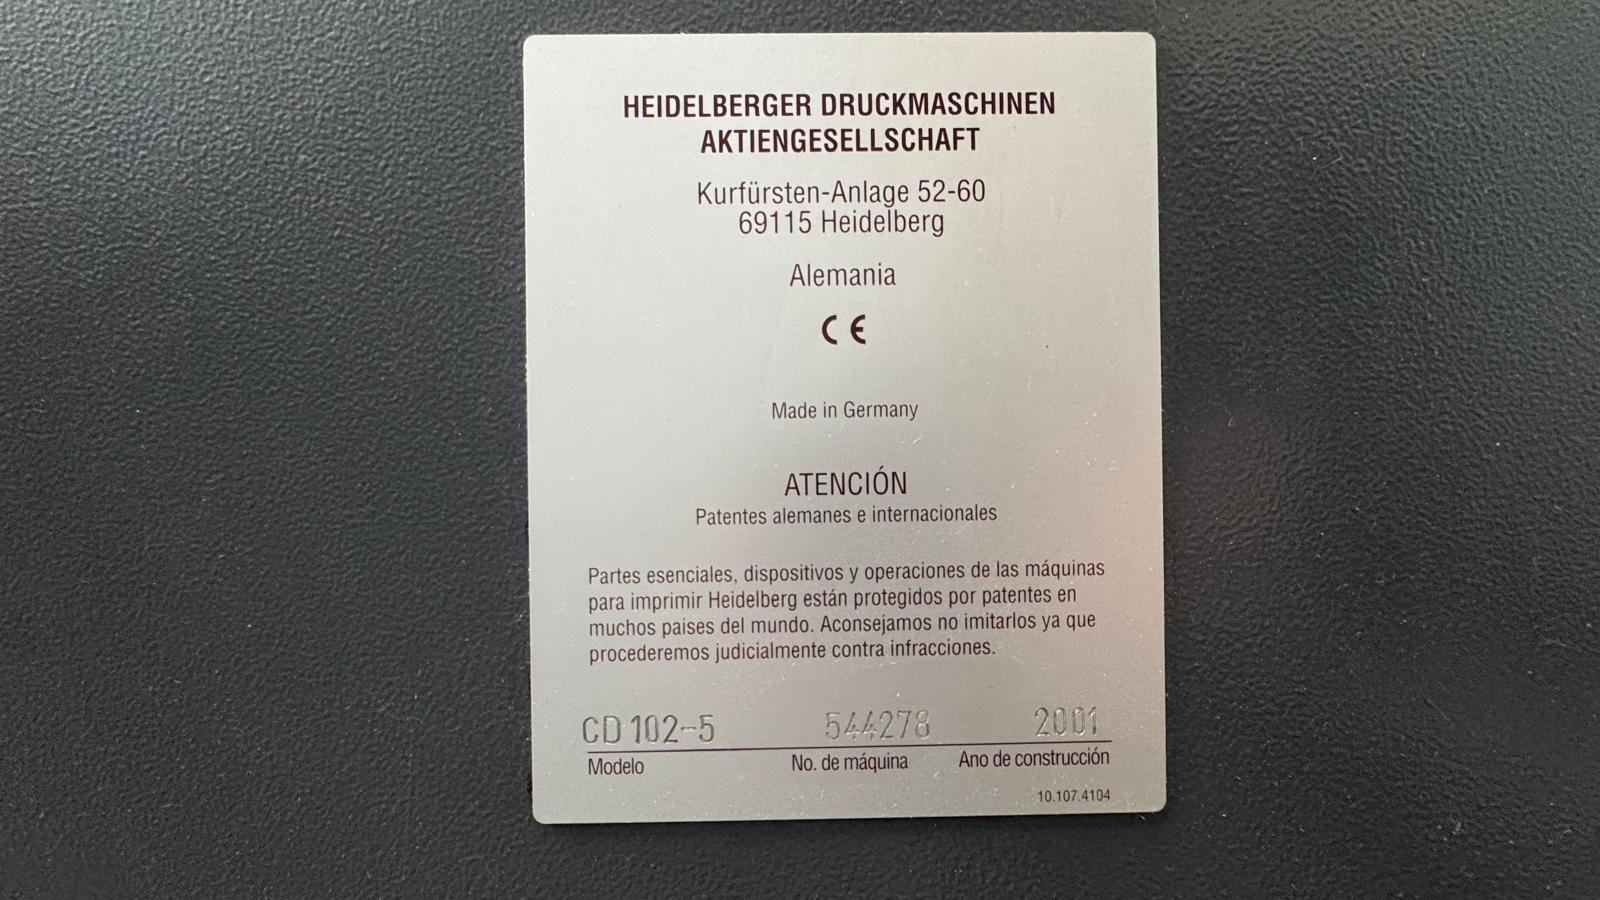 HEIDELBERGER DRUCKMASCHINEN
AKTIENGESELLSCHAFT
Kurfürsten-Anlage 52-60
69115 Heidelberg
Alemania
CE
Made in Germany
ATENCIÓN
Patentes alemanes e internacionales
Partes esenciales, dispositivos y operaciones de las máquinas
para imprimir Heidelberg están protegidos por patentes en
muchos paises del mundo. Aconsejamos no imitarlos ya que
procederemos judicialmente contra infracciones.
CD 102-5 544278 2001
Modelo No. de máquina Ano de construcción
10.107.4104